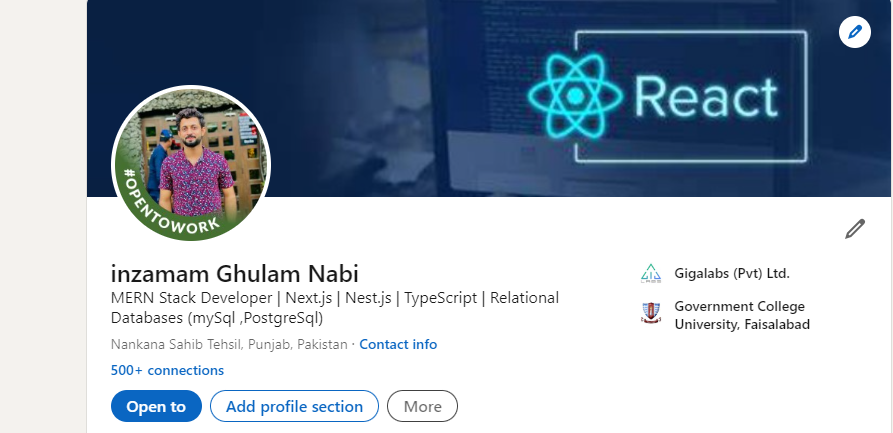 React
#OPENTOWORK
inzamam Ghulam Nabi
MERN Stack Developer | Next.js | Nest.js | TypeScript | Relational
Databases (mySql ,PostgreSql)
Nankana Sahib Tehsil, Punjab, Pakistan · Contact info
500+ connections
Open to
Add profile section
More
Gigalabs (Pvt) Ltd.
Government College
University, Faisalabad